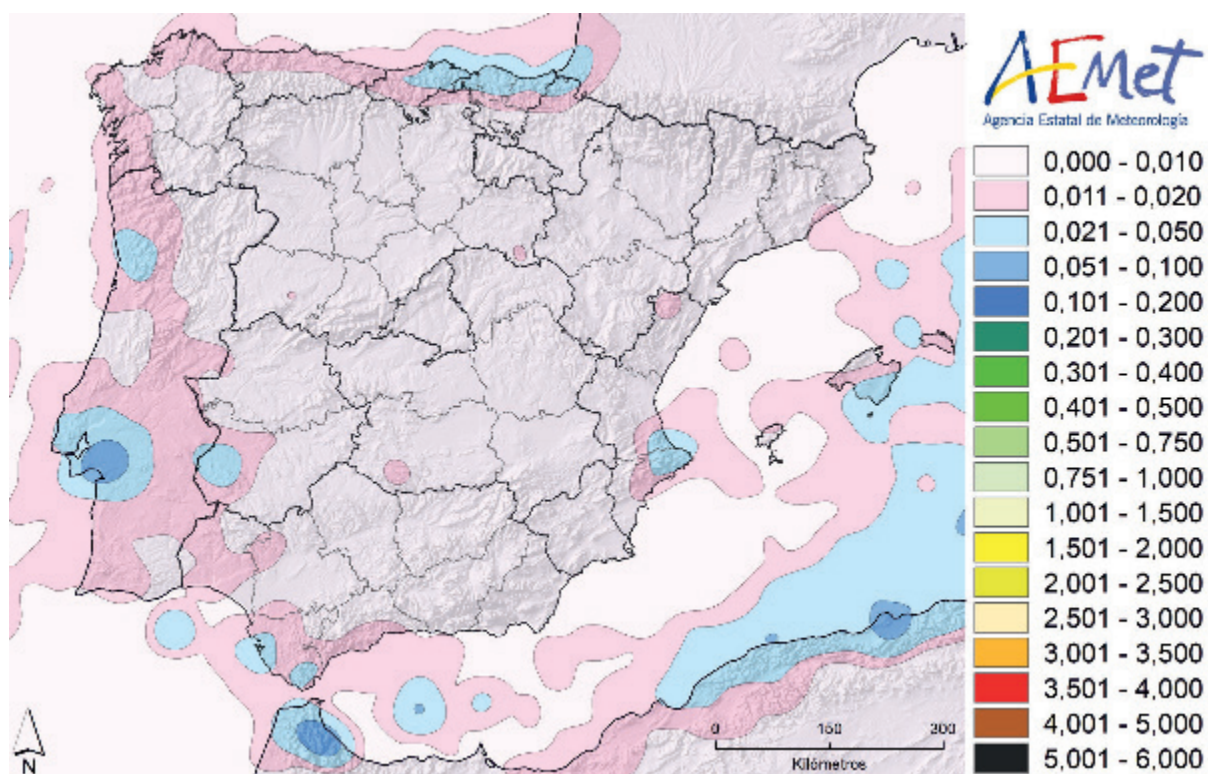 AEMet
Agencia Estatal de Meteorología
0,000 - 0,010
0,011 - 0,020
0,021 - 0,050
0,051 - 0,100
0,101 - 0,200
0,201 - 0,300
0,301 - 0,400
0,401 - 0,500
0,501 - 0,750
0,751 - 1,000
1,001 - 1,500
1,501 - 2,000
2,001 - 2,500
2,501 - 3,000
3,001 - 3,500
3,501 - 4,000
4,001 - 5,000
5,001 - 6,000
0 150 300
Kilómetros
N